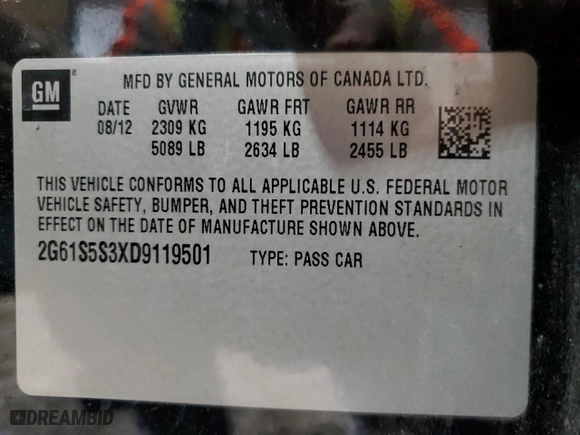 GM ®
MFD BY GENERAL MOTORS OF CANADA LTD.
DATE GVWR GAWR FRT GAWR RR
08/12 2309 KG 1195 KG 1114 KG
5089 LB 2634 LB 2455 LB
THIS VEHICLE CONFORMS TO ALL APPLICABLE U.S. FEDERAL MOTOR
VEHICLE SAFETY, BUMPER, AND THEFT PREVENTION STANDARDS IN
EFFECT ON THE DATE OF MANUFACTURE SHOWN ABOVE.
2G61S5S3XD9119501 TYPE: PASS CAR
DREAMBID